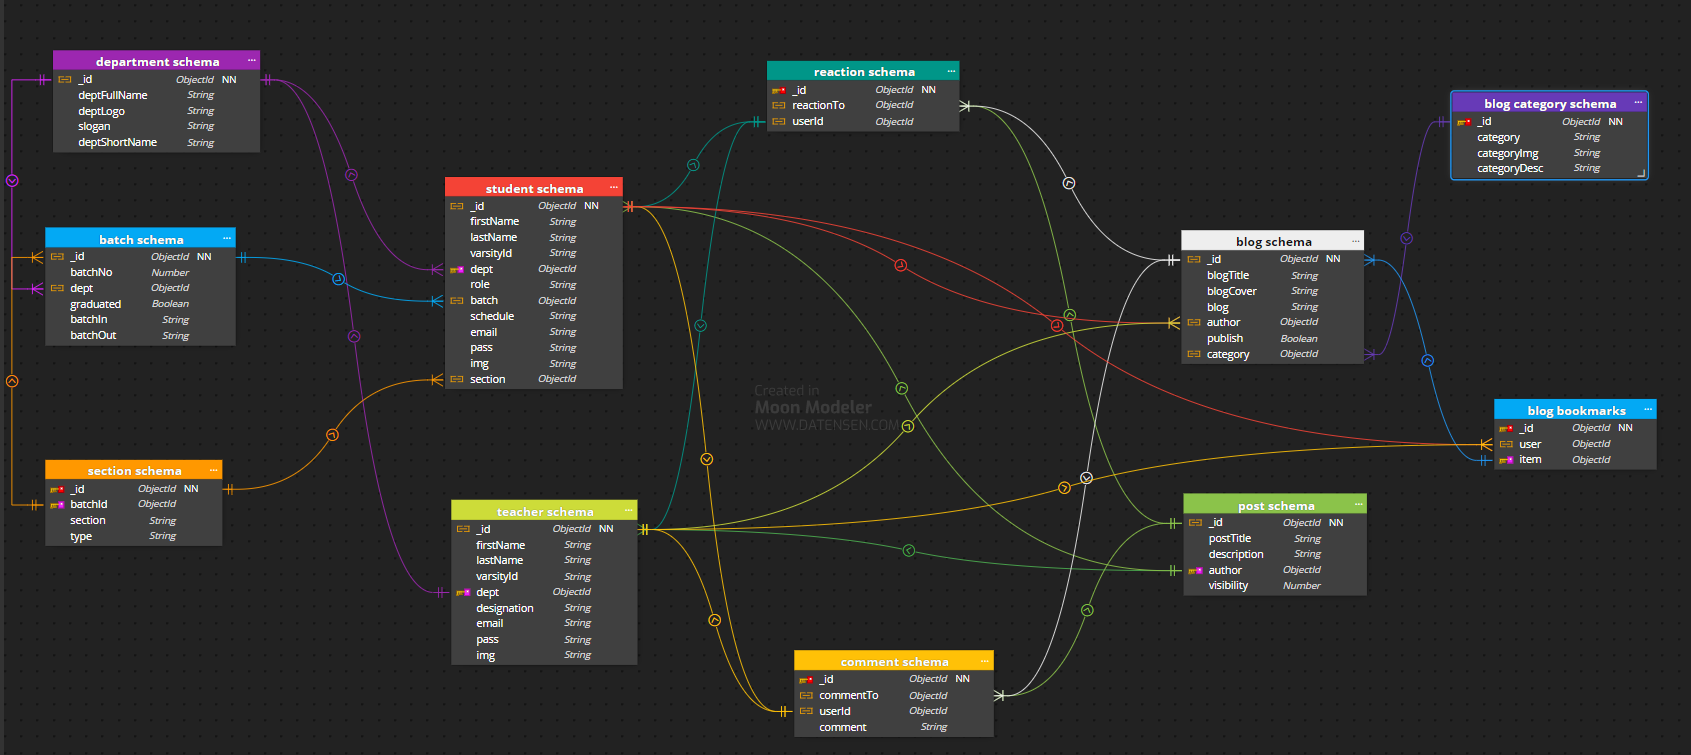 department schema ...
_id ObjectId NN
deptFullName String
deptLogo String
slogan String
deptShortName String
batch schema ...
_id ObjectId NN
batchNo Number
dept ObjectId
graduated Boolean
batchIn String
batchOut String
section schema ...
_id ObjectId NN
batchId ObjectId
section String
type String
student schema ...
_id ObjectId NN
firstName String
lastName String
varsityId String
dept ObjectId
role String
batch ObjectId
schedule String
email String
pass String
img String
section ObjectId
teacher schema ...
_id ObjectId NN
firstName String
lastName String
varsityId String
dept ObjectId
designation String
email String
pass String
img String
reaction schema ...
_id ObjectId NN
reactionTo ObjectId
userId ObjectId
Created in
Moon Modeler
WWW.DATENSEN.COM
comment schema ...
_id ObjectId NN
commentTo ObjectId
userId ObjectId
comment String
blog schema ...
_id ObjectId NN
blogTitle String
blogCover String
blog String
author ObjectId
publish Boolean
category ObjectId
post schema ...
_id ObjectId NN
postTitle String
description String
author ObjectId
visibility Number
blog category schema ...
_id ObjectId NN
category String
categoryImg String
categoryDesc String
blog bookmarks ...
_id ObjectId NN
user ObjectId
item ObjectId